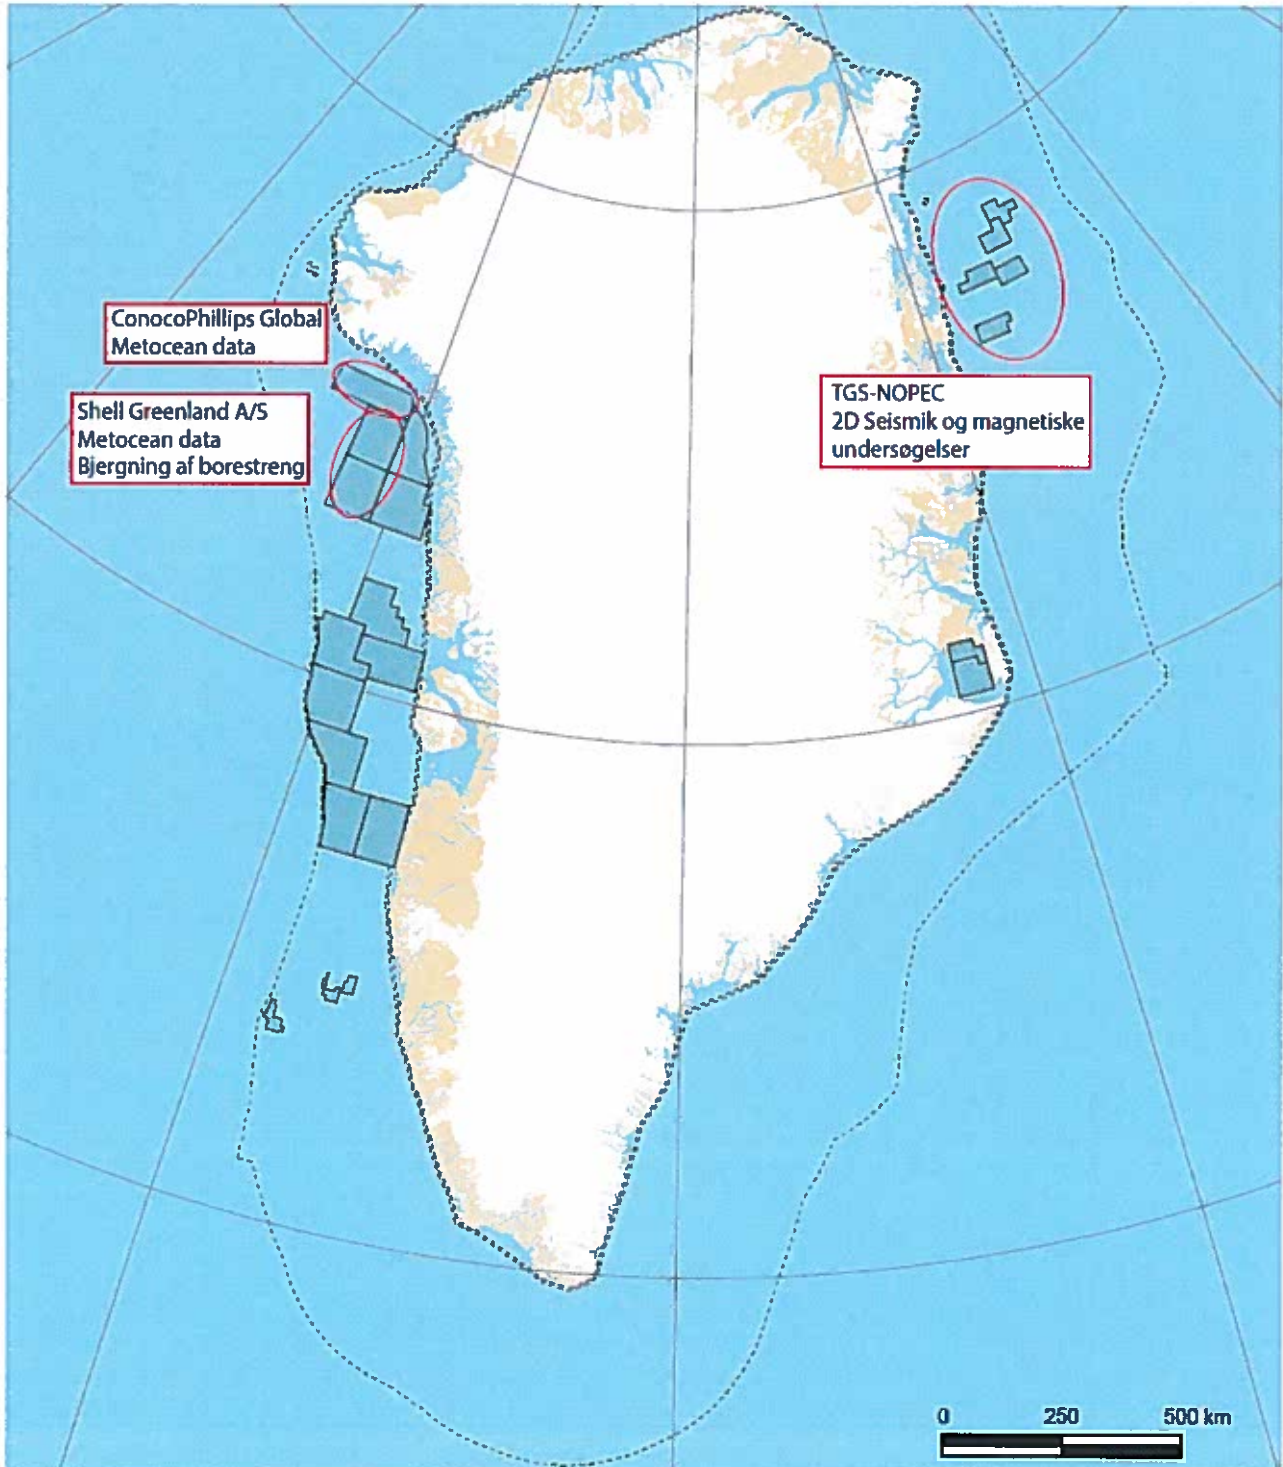 ConocoPhillips Global
Metocean data
Shell Greenland A/S
Metocean data
Bjergning af borestreng
TGS-NOPEC
2D Seismik og magnetiske
undersøgelser
0 250 500 km